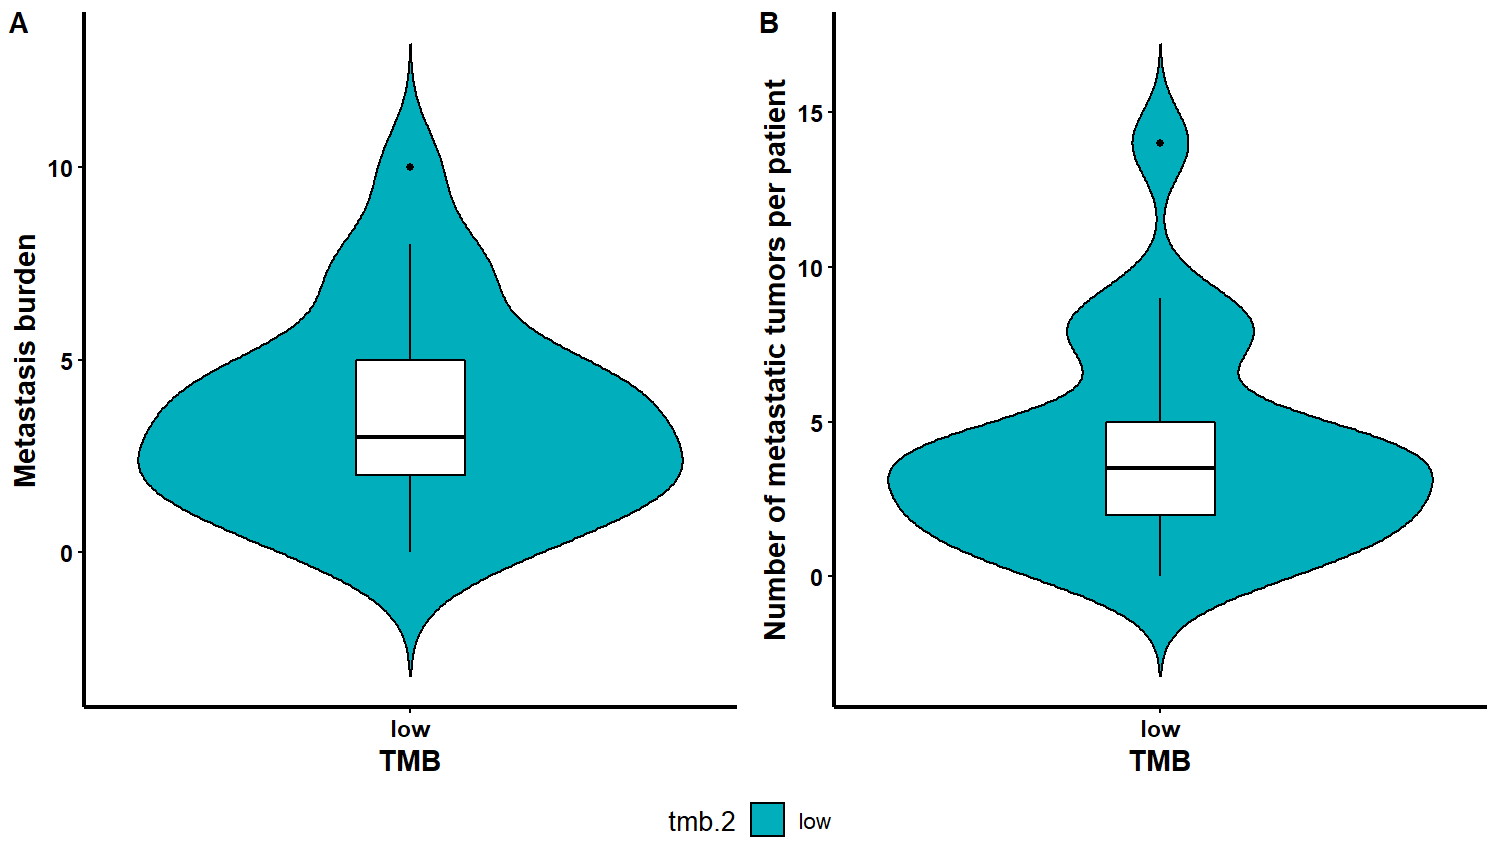 A
Metastasis burden
10
5
0
low
TMB
B
Number of metastatic tumors per patient
15
10
5
0
low
TMB
tmb.2 low